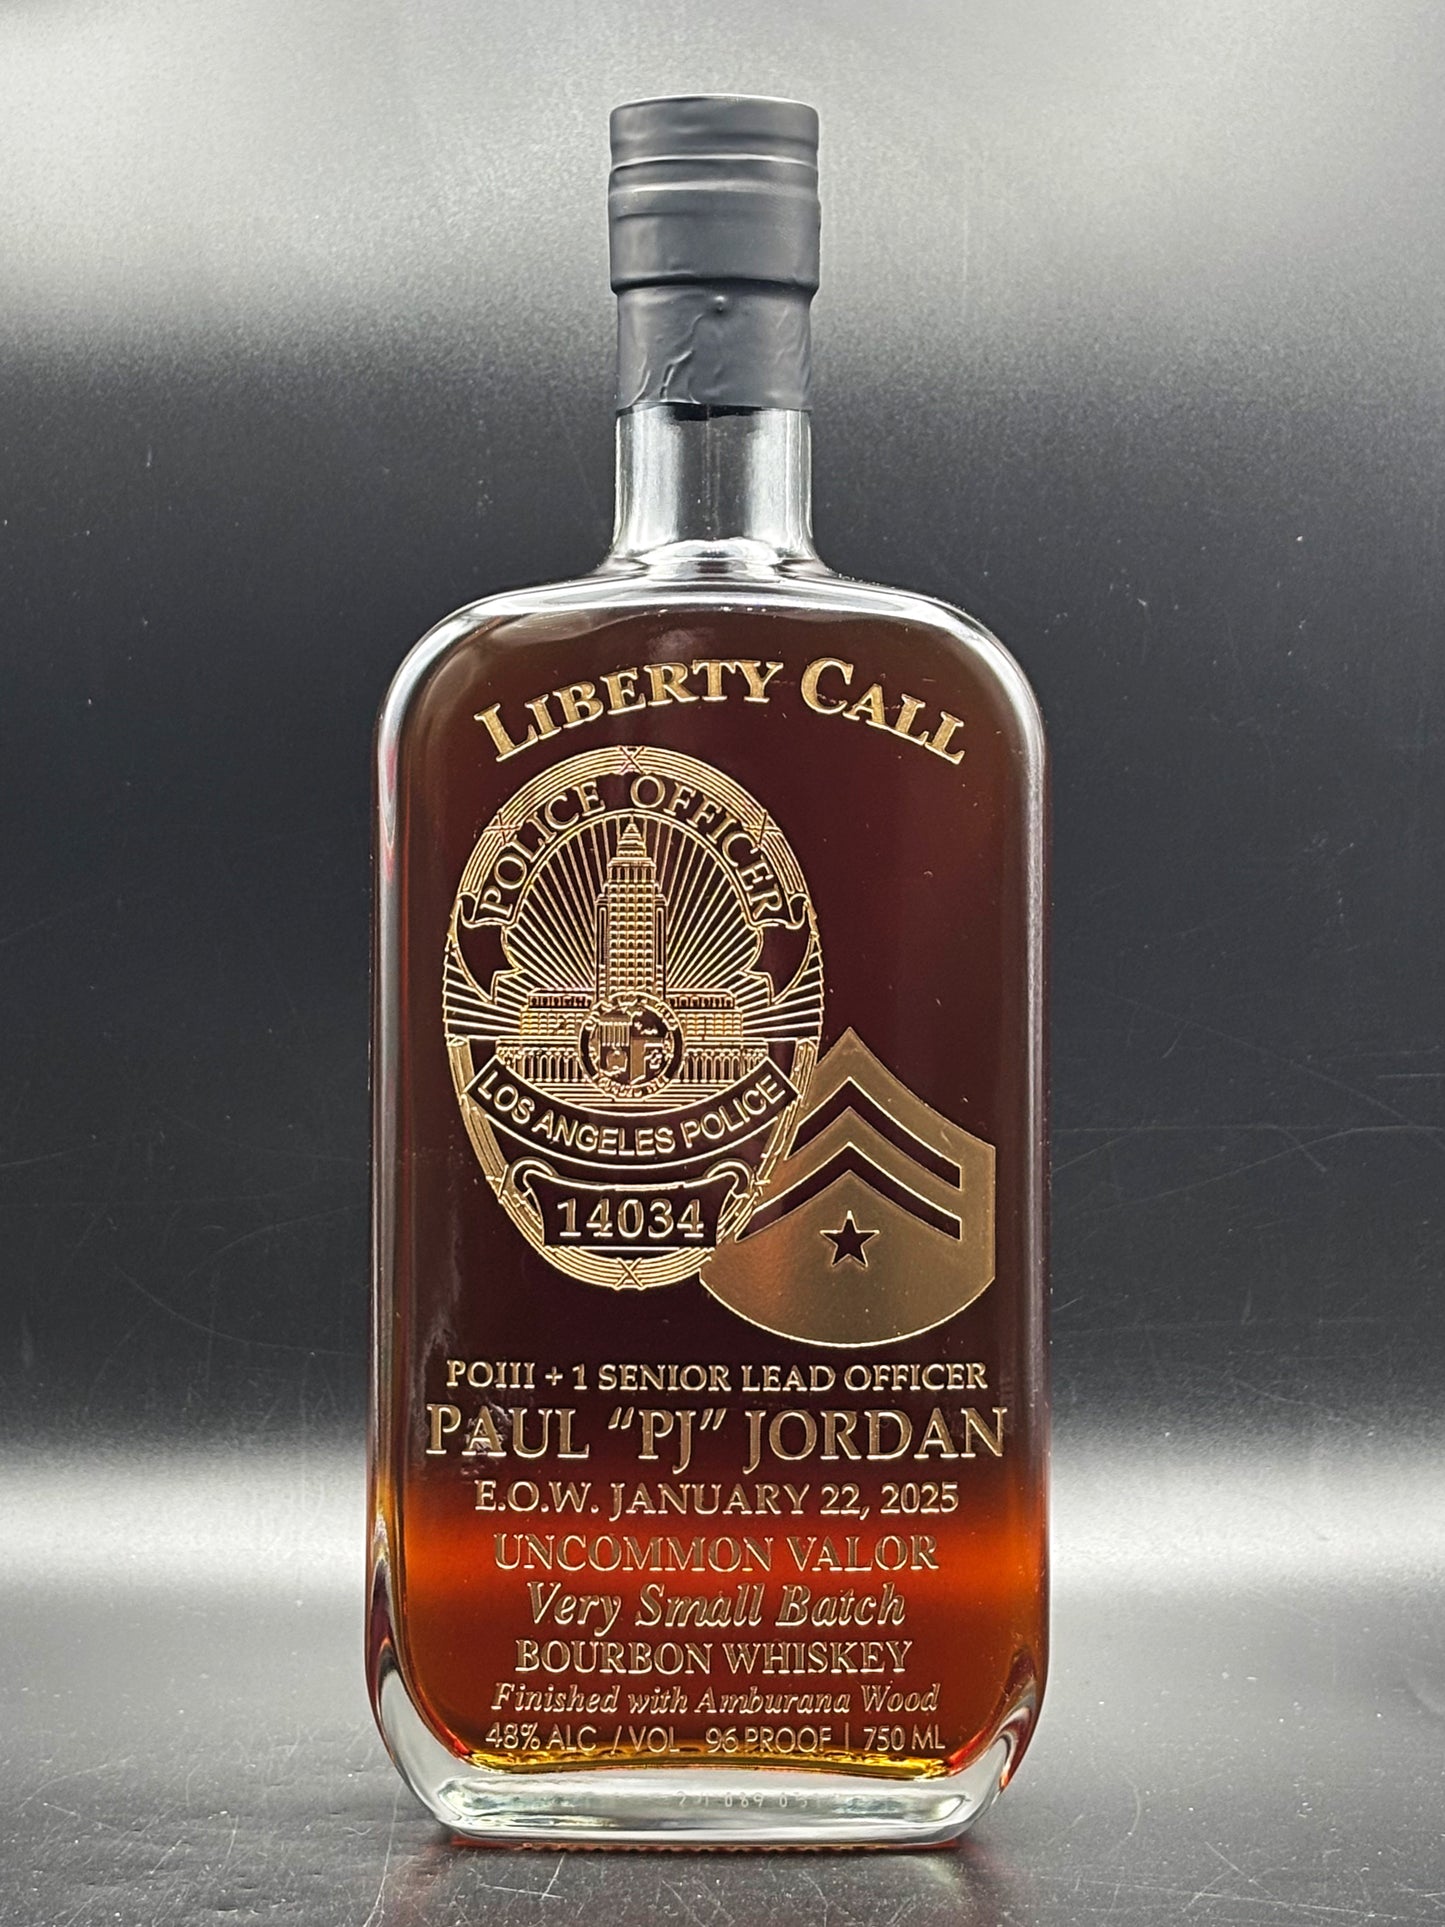 LIBERTY CALL
POLICE OFFICER
LOS ANGELES POLICE
14034
POIII + 1 SENIOR LEAD OFFICER
PAUL "PJ" JORDAN
E.O.W. JANUARY 22, 2025
UNCOMMON VALOR
Very Small Batch
BOURBON WHISKEY
Finished with Amburana Wood
48% ALC / VOL 96 PROOF | 750 ML